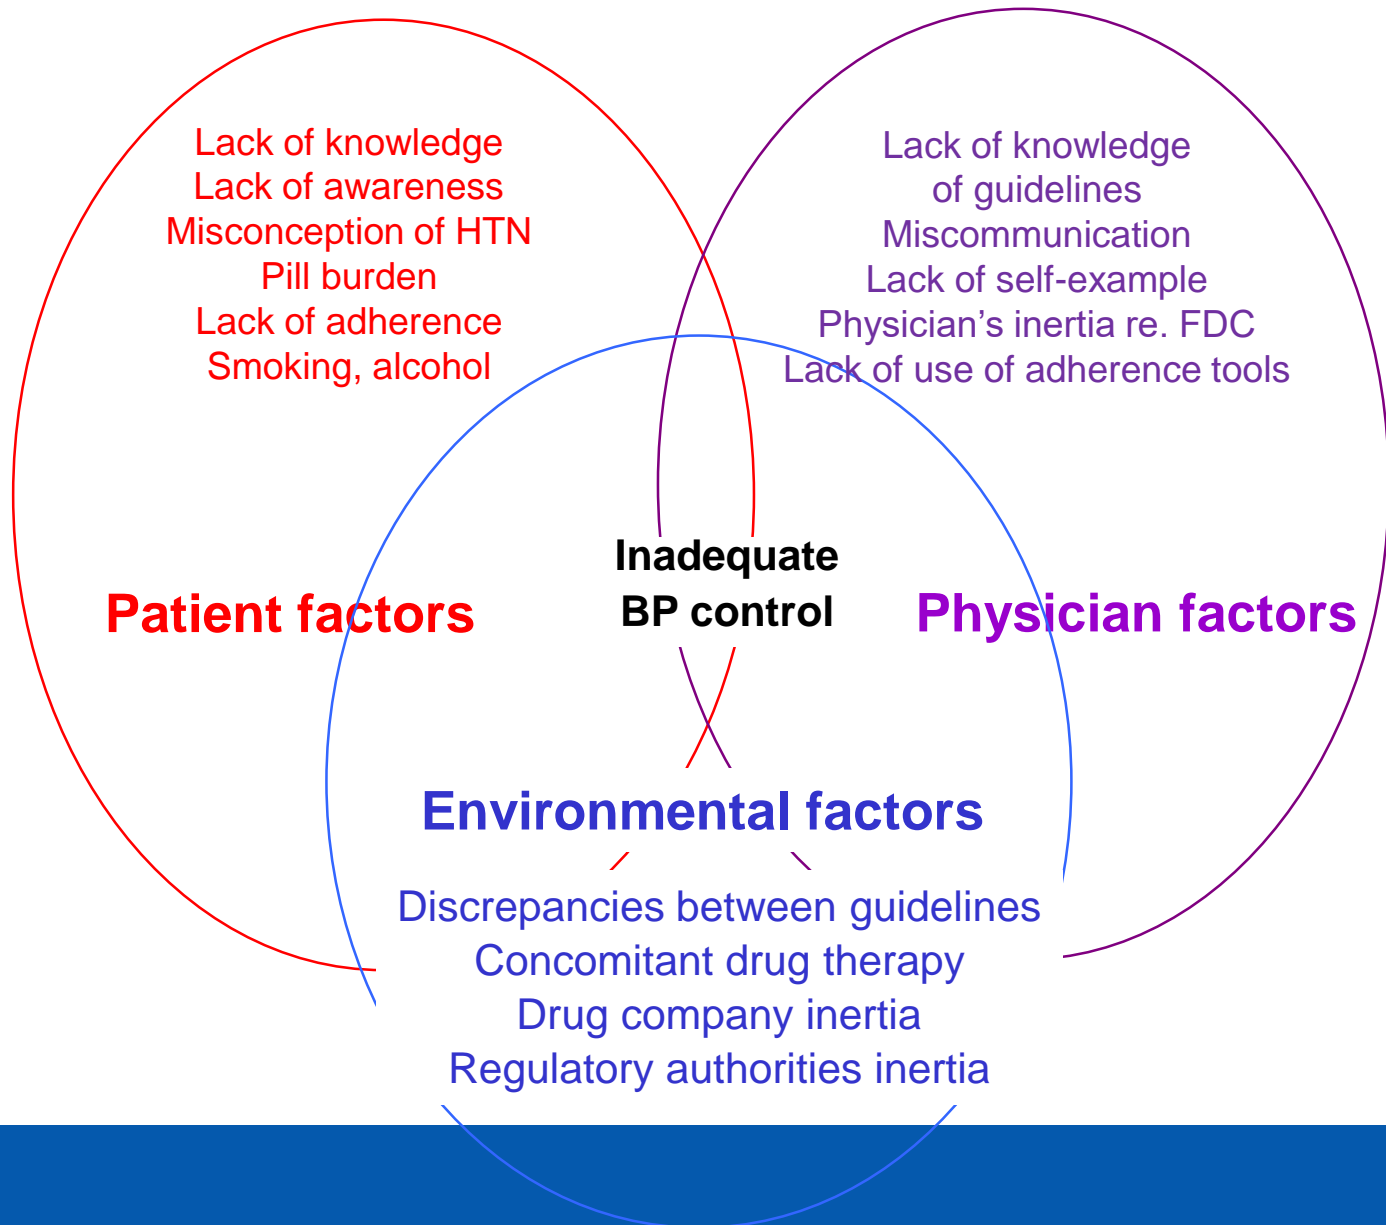 Lack of knowledge
Lack of awareness
Misconception of HTN
Pill burden
Lack of adherence
Smoking, alcohol
Lack of knowledge
of guidelines
Miscommunication
Lack of self-example
Physician's inertia re. FDC
Lack of use of adherence tools
Patient factors
Inadequate
BP control
Physician factors
Environmental factors
Discrepancies between guidelines
Concomitant drug therapy
Drug company inertia
Regulatory authorities inertia